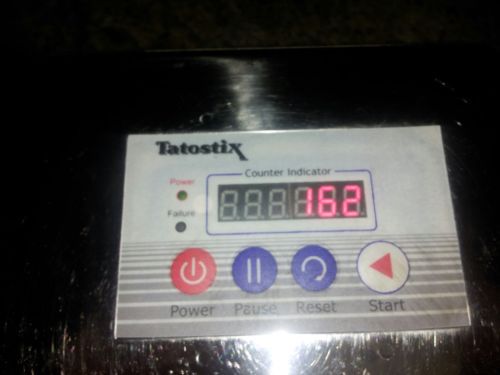 Tatostix
Counter Indicator
Power
162
Failure
Power Pause Reset Start